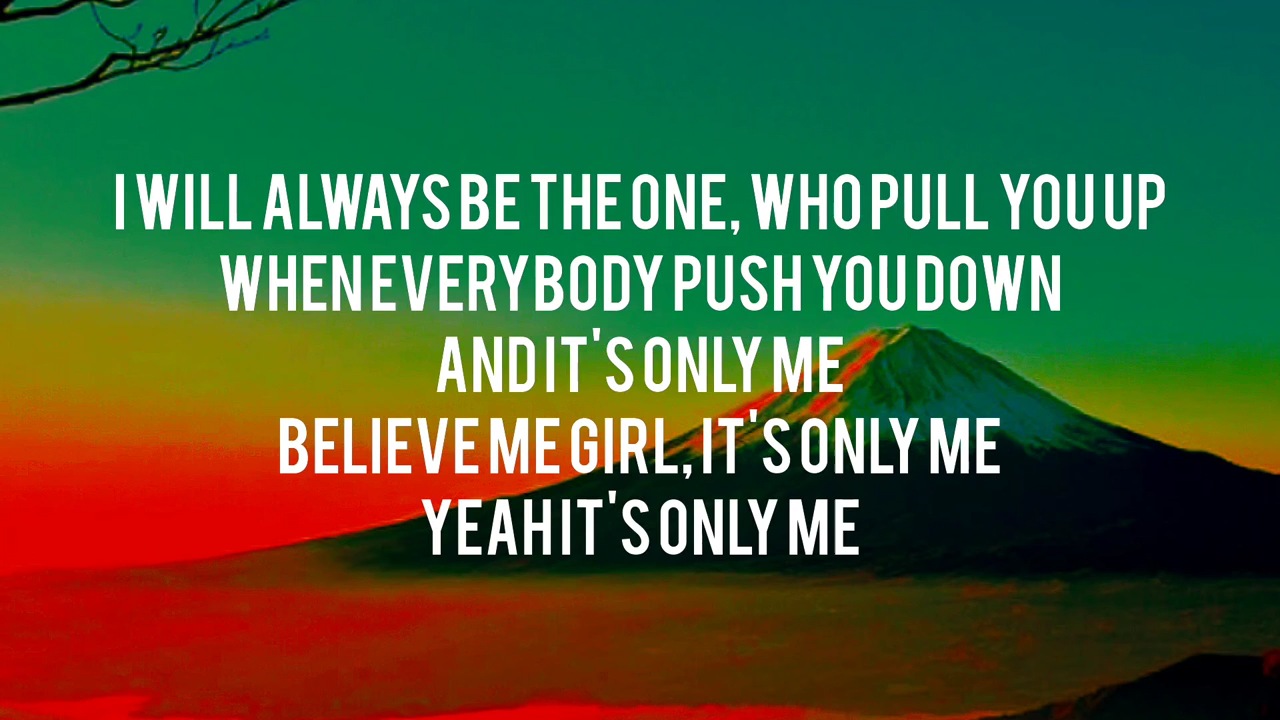 I WILL ALWAYS BE THE ONE, WHO PULL YOU UP
WHEN EVERYBODY PUSH YOU DOWN
AND IT'S ONLY ME
BELIEVE ME GIRL, IT'S ONLY ME
YEAH IT'S ONLY ME